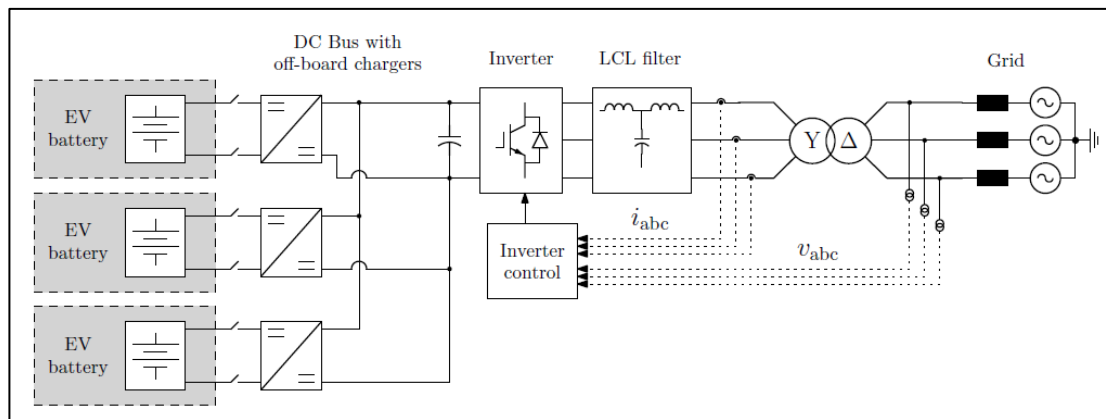 DC Bus with
off-board chargers
Inverter
LCL filter
Grid
EV
battery
EV
battery
EV
battery
Y
Δ
i_abc
v_abc
Inverter
control